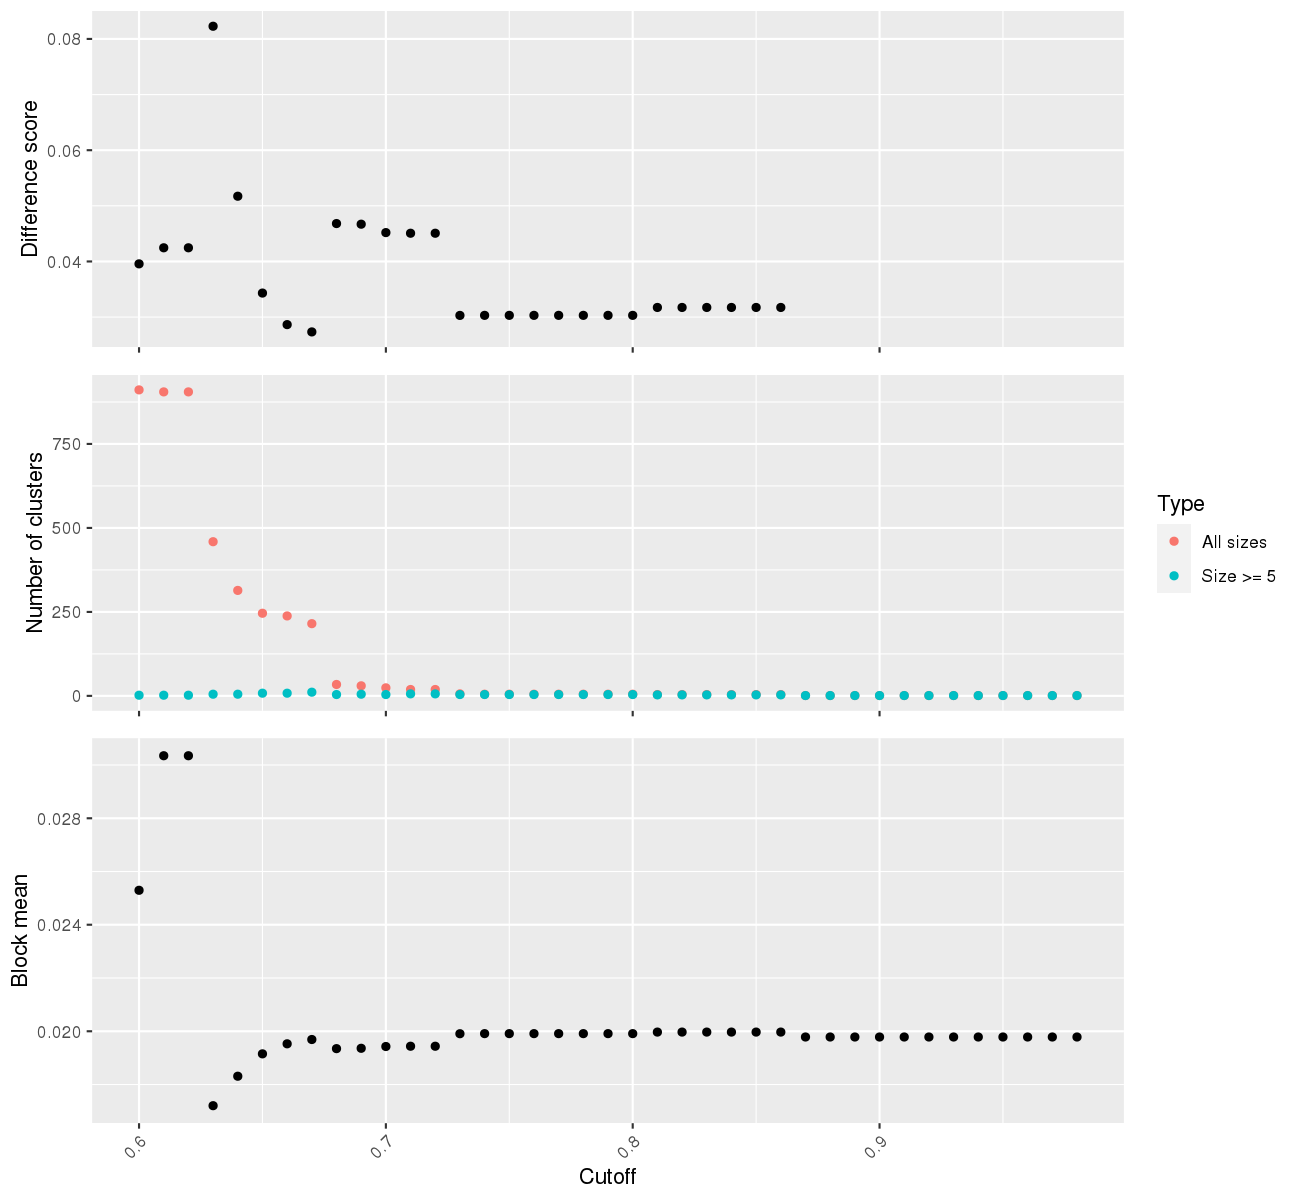 Difference score
0.08
0.06
0.04
Number of clusters
750
500
250
0
Type
All sizes
Size >= 5
Block mean
0.028
0.024
0.020
0.6
0.7
0.8
0.9
Cutoff